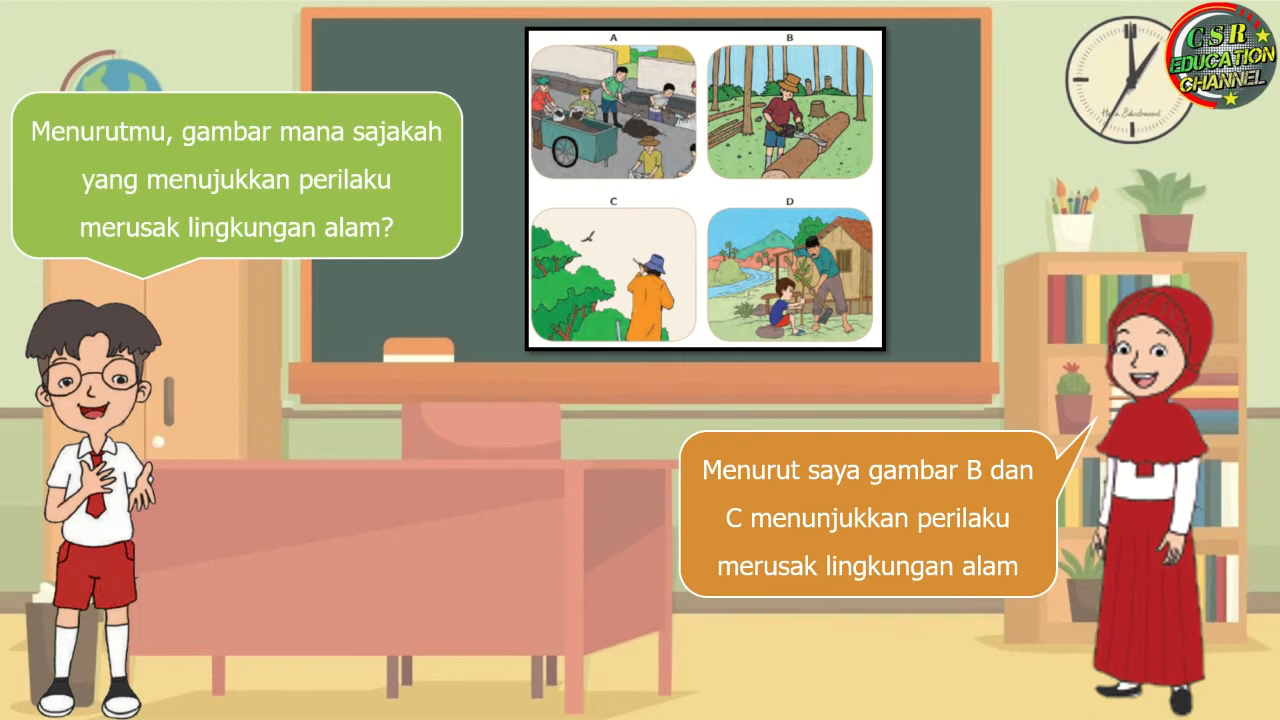 A
B
C
D
Menurutmu, gambar mana sajakah
yang menujukkan perilaku
merusak lingkungan alam?
Menurut saya gambar B dan
C menunjukkan perilaku
merusak lingkungan alam
CSR
EDUCATION
CHANNEL